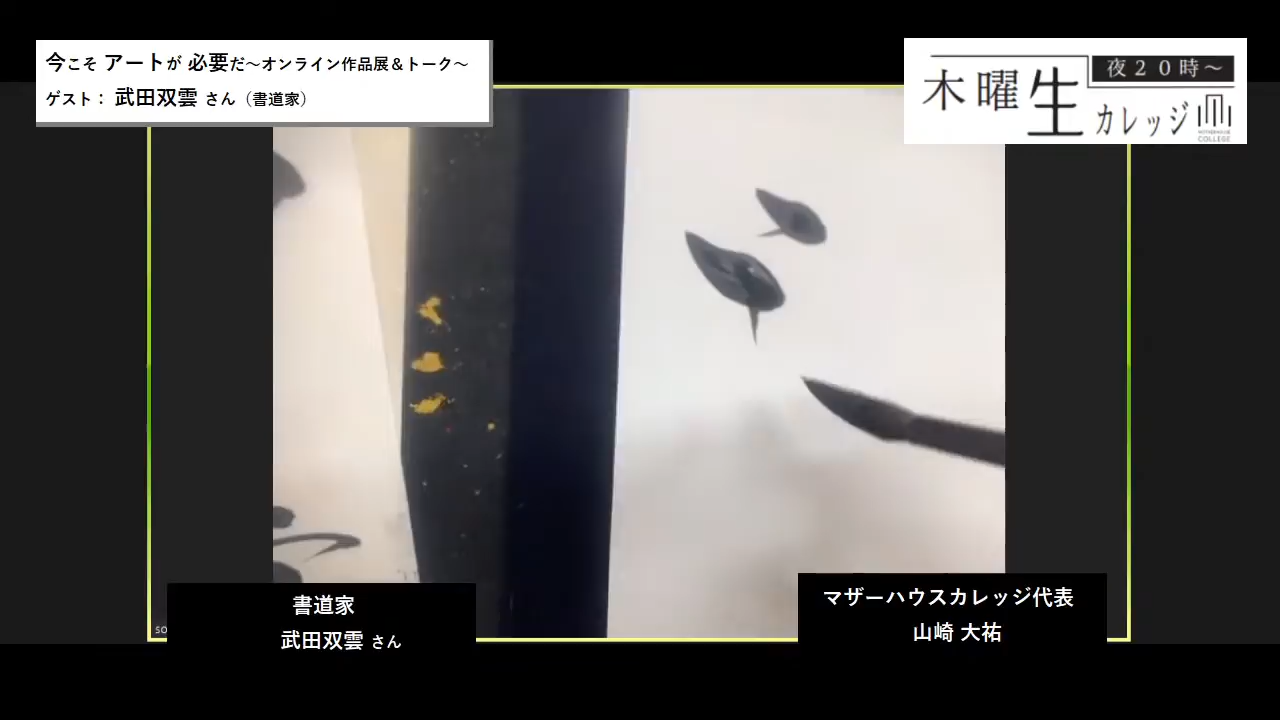 今こそ アートが 必要だ～オンライン作品展＆トーク～
ゲスト： 武田双雲 さん（書道家）
夜２０時～
木曜生カレッジ
MOTHERHOUSE
COLLEGE
書道家
武田双雲 さん
マザーハウスカレッジ代表
山崎 大祐